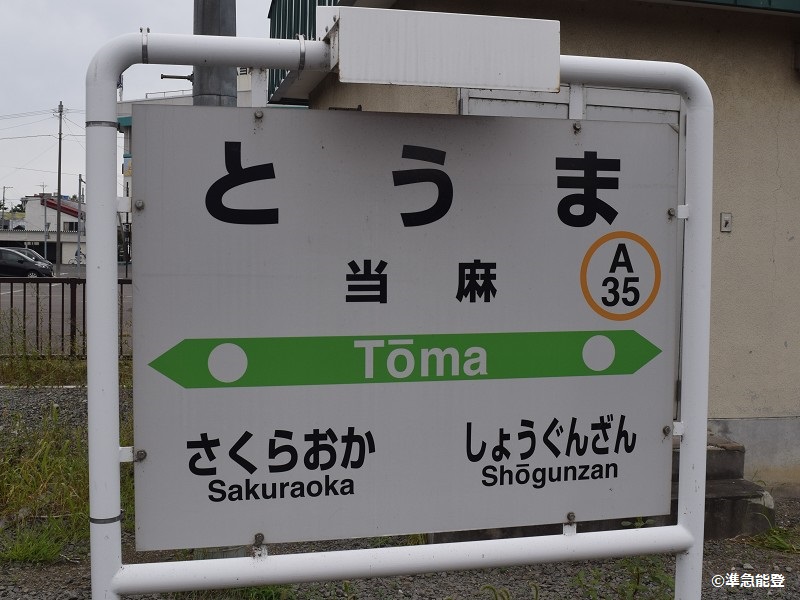 とうま
当麻
A
35
Tōma
さくらおか
Sakuraoka
しょうぐんざん
Shōgunzan
©準急能登